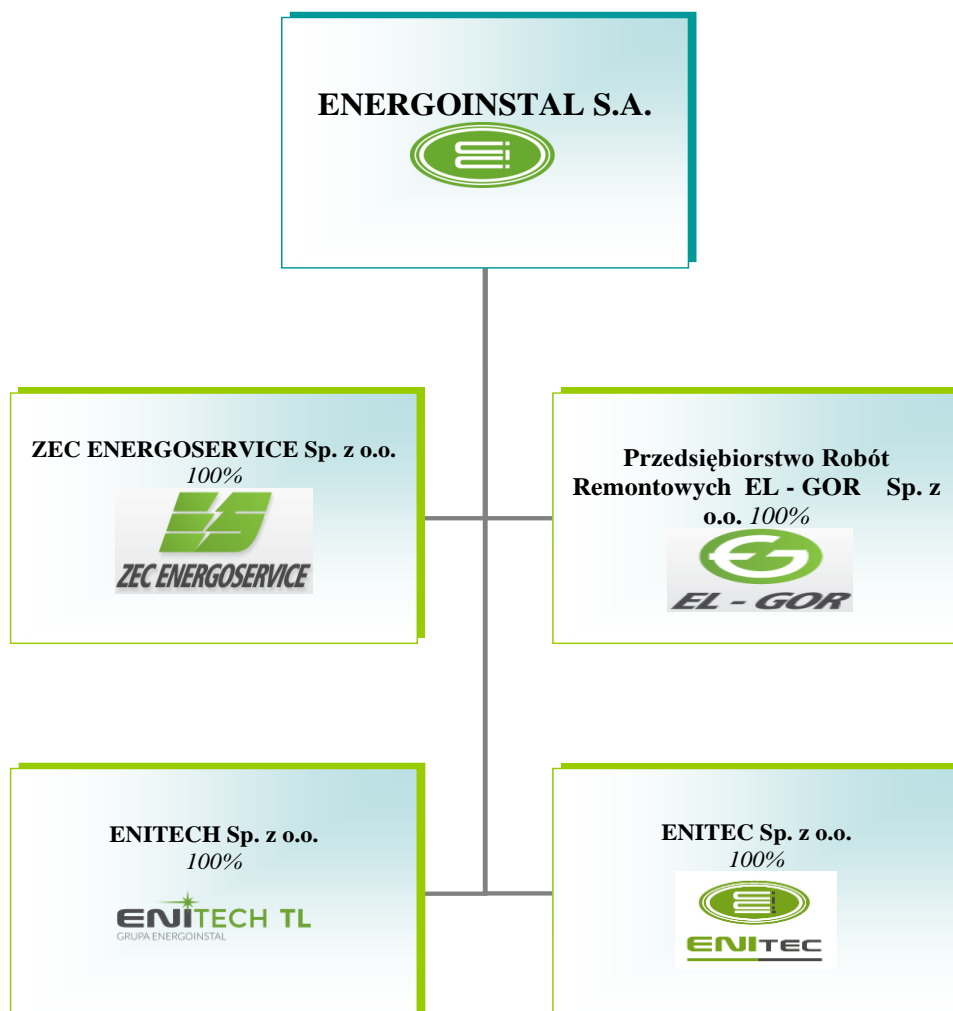 ENERGOINSTAL S.A.
ZEC ENERGOSERVICE Sp. z o.o.
100%
ZEC ENERGOSERVICE
Przedsiębiorstwo Robót
Remontowych EL - GOR Sp. z
o.o. 100%
EL - GOR
ENITECH Sp. z o.o.
100%
ENITECH TL
GRUPA ENERGOINSTAL
ENITEC Sp. z o.o.
100%
ENITEC